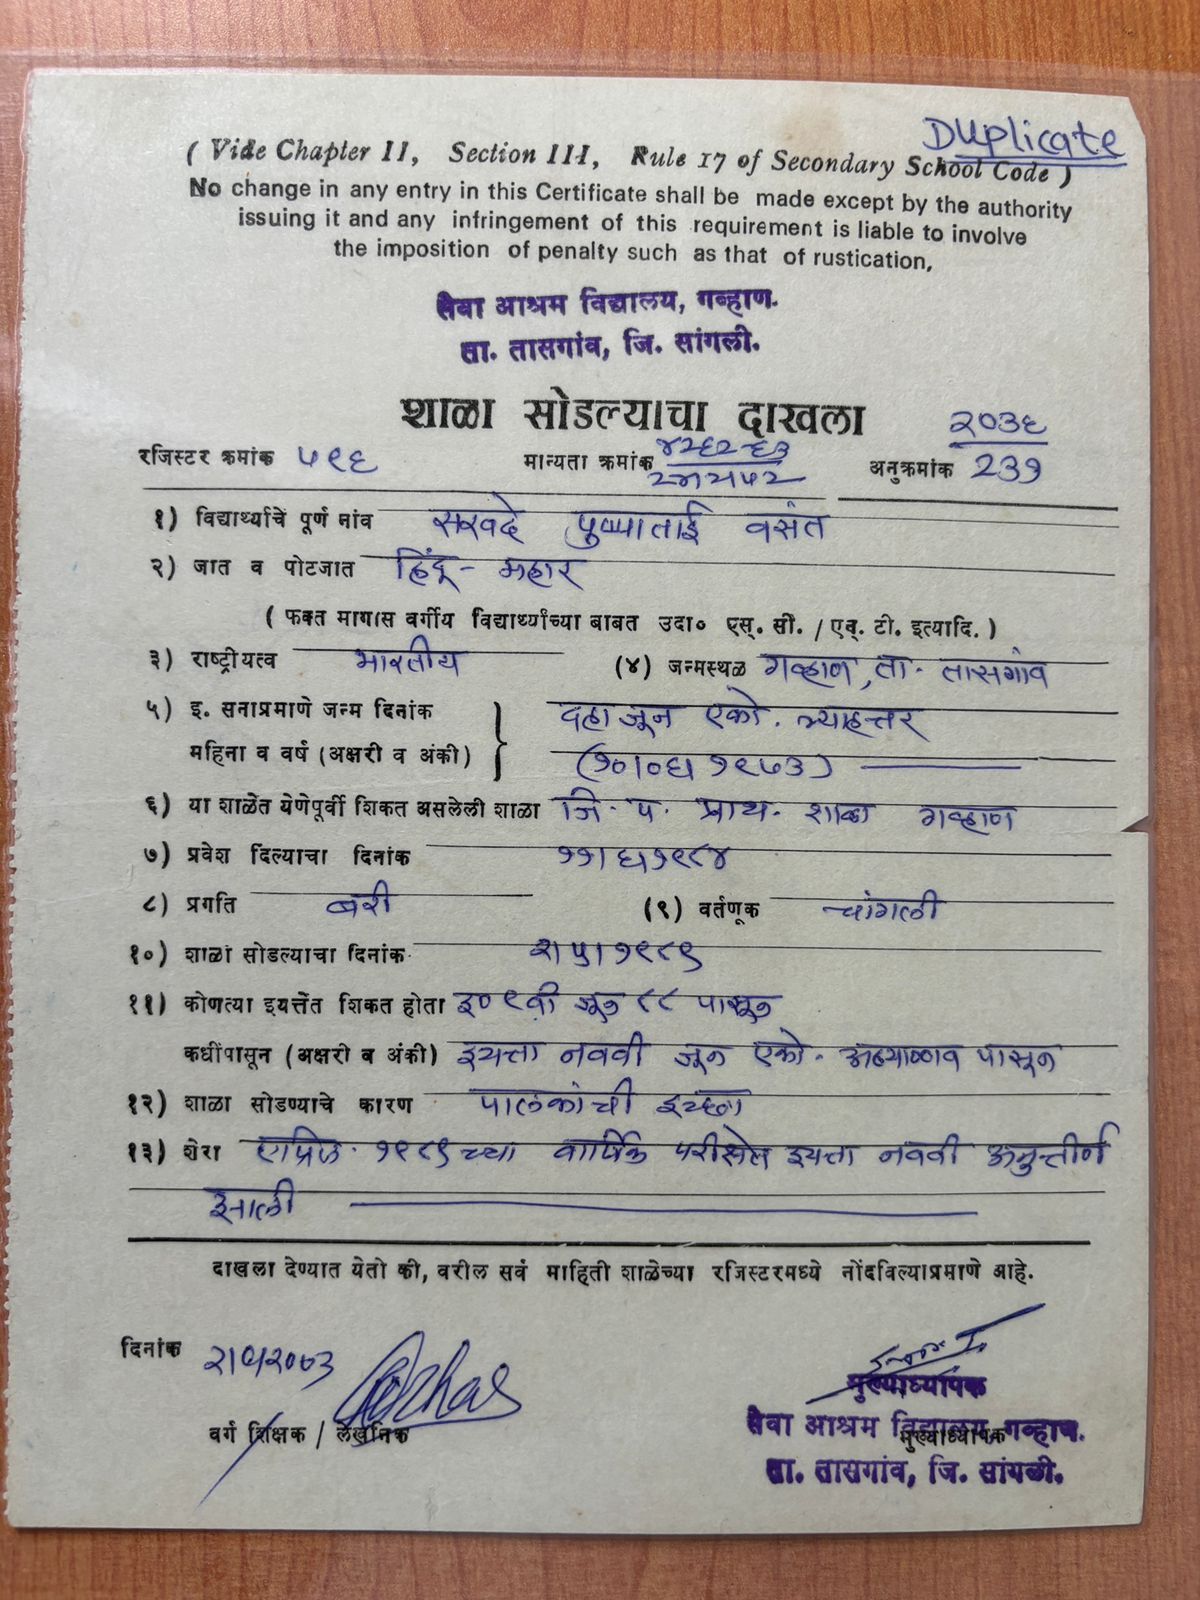 Duplicate
( Vide Chapter II, Section III, Rule 17 of Secondary School Code )
No change in any entry in this Certificate shall be made except by the authority
issuing it and any infringement of this requirement is liable to involve
the imposition of penalty such as that of rustication,
सेवा आश्रम विद्यालय, गव्हाण.
ता. तासगांव, जि. सांगली.
शाळा सोडल्याचा दाखला
रजिस्टर क्रमांक ५९६ मान्यता क्रमांक अनुक्रमांक २०३६ / 239
१) विद्यार्थ्याचे पूर्ण नांव सरवदे पुष्पाताई वसंत
२) जात व पोटजात हिंदू - महार
( फक्त मागास वर्गीय विद्यार्थ्यांच्या बाबत उदा० एस्. सी. / एन्. टी. इत्यादि. )
३) राष्ट्रीयत्व भारतीय (४) जन्मस्थळ गव्हाण, ता. तासगांव
५) इ. सनाप्रमाणे जन्म दिनांक दहा जून एको. त्र्याहत्तर
महिना व वर्ष (अक्षरी व अंकी) (१०।०६।१९७३)
६) या शाळेत येणेपूर्वी शिकत असलेली शाळा जि. प. प्राथ. शाळा गव्हाण
७) प्रवेश दिल्याचा दिनांक ११।६।१९८४
८) प्रगति बरी (९) वर्तणूक चांगली
१०) शाळा सोडल्याचा दिनांक २।५।१९८९
११) कोणत्या इयत्तेंत शिकत होता इ० ९वी जून ८८ पासून
कधींपासून (अक्षरी व अंकी) इयत्ता नववी जून एको. अठ्याऐंशी पासून
१२) शाळा सोडण्याचे कारण पालकांची इच्छा
१३) शेरा एप्रिल. १९८९ च्या वार्षिक परीक्षेत इयत्ता नववी अनुत्तीर्ण
झाली
दाखला देण्यात येतो की, वरील सर्व माहिती शाळेच्या रजिस्टरमध्ये नोंदविल्याप्रमाणे आहे.
दिनांक
मुख्याध्यापक
वर्ग शिक्षक / लेखनिक मुख्याध्यापक
सेवा आश्रम विद्यालय, गव्हाण.
ता. तासगांव, जि. सांगली.